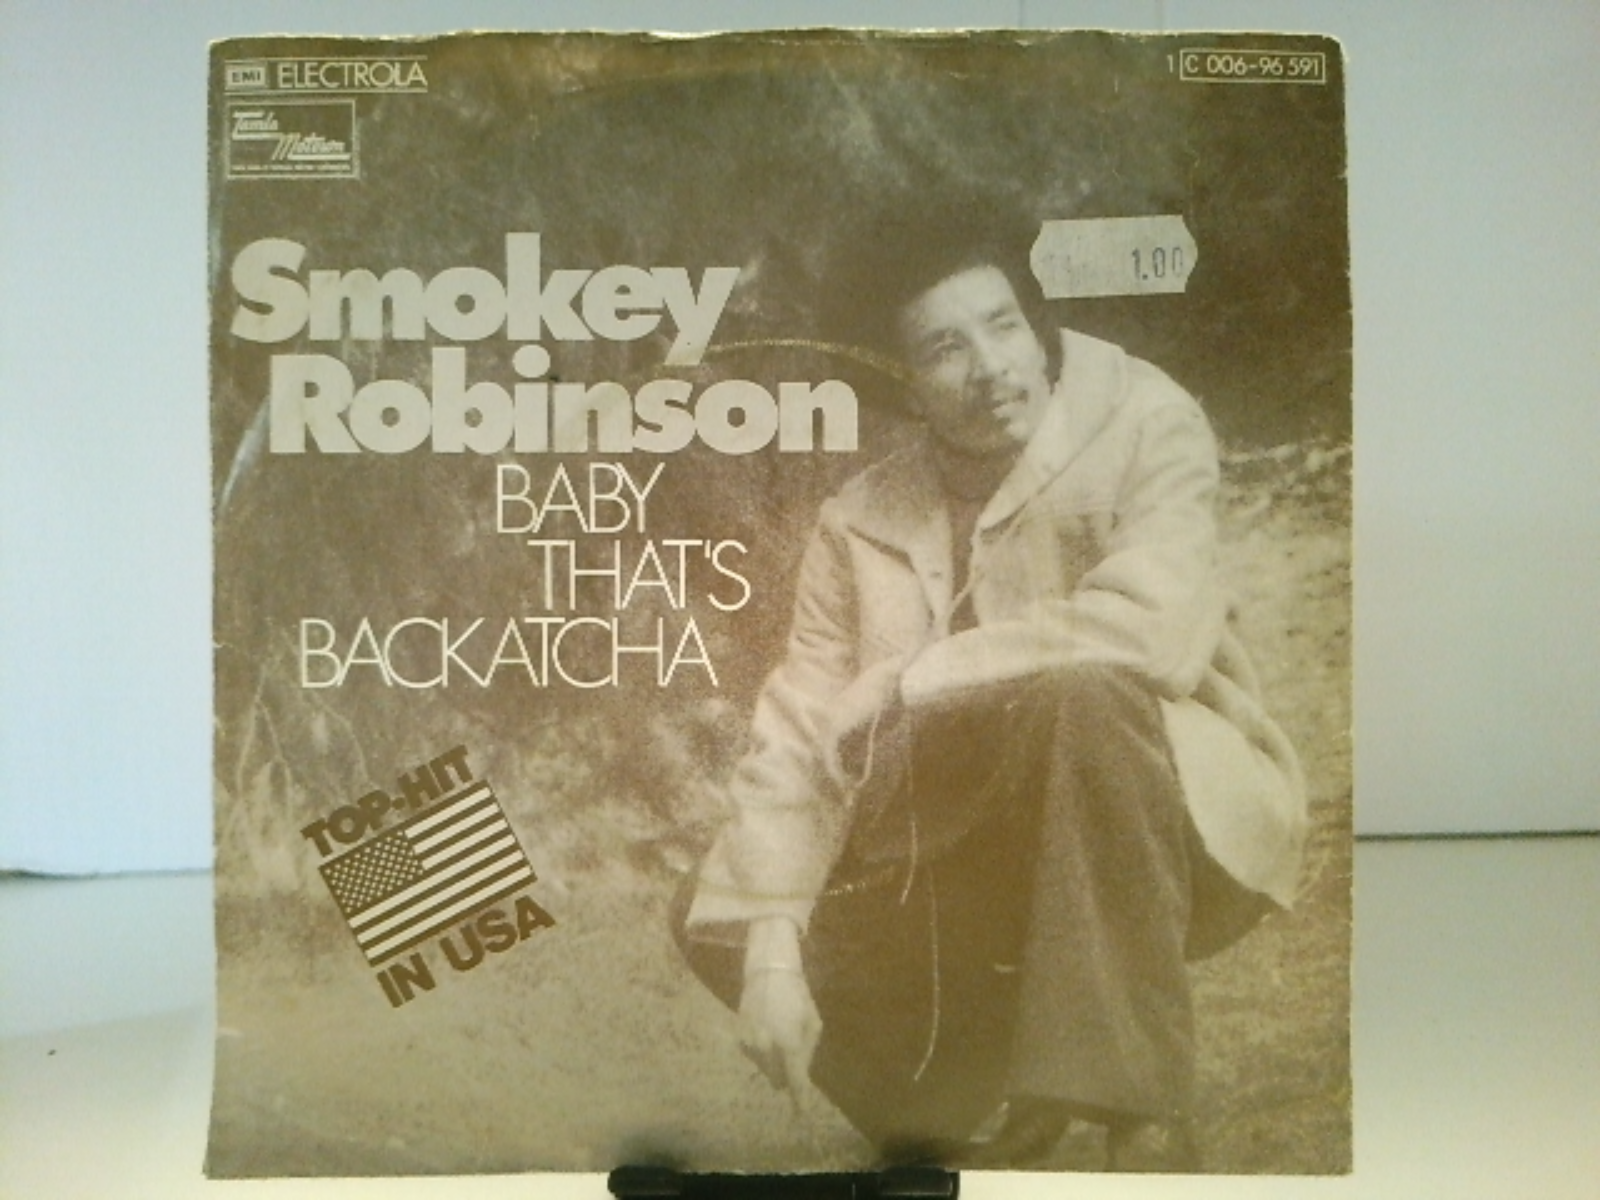 EMI ELECTROLA
1 C 006-96 591
Tamla
Motown
Smokey
Robinson
BABY
THAT'S
BACKATCHA
1.00
TOP-HIT
IN USA